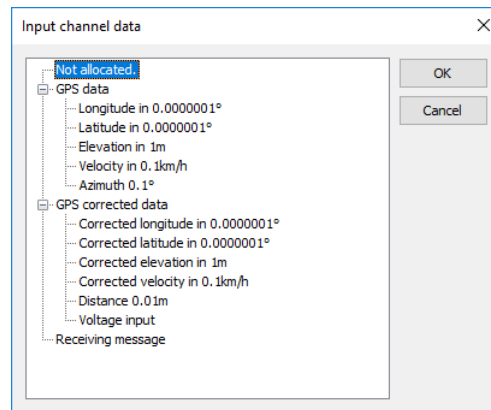 Input channel data
Not allocated.
OK
GPS data
Longitude in 0.0000001°
Cancel
Latitude in 0.0000001°
Elevation in 1m
Velocity in 0.1km/h
Azimuth 0.1°
GPS corrected data
Corrected longitude in 0.0000001°
Corrected latitude in 0.0000001°
Corrected elevation in 1m
Corrected velocity in 0.1km/h
Distance 0.01m
Voltage input
Receiving message